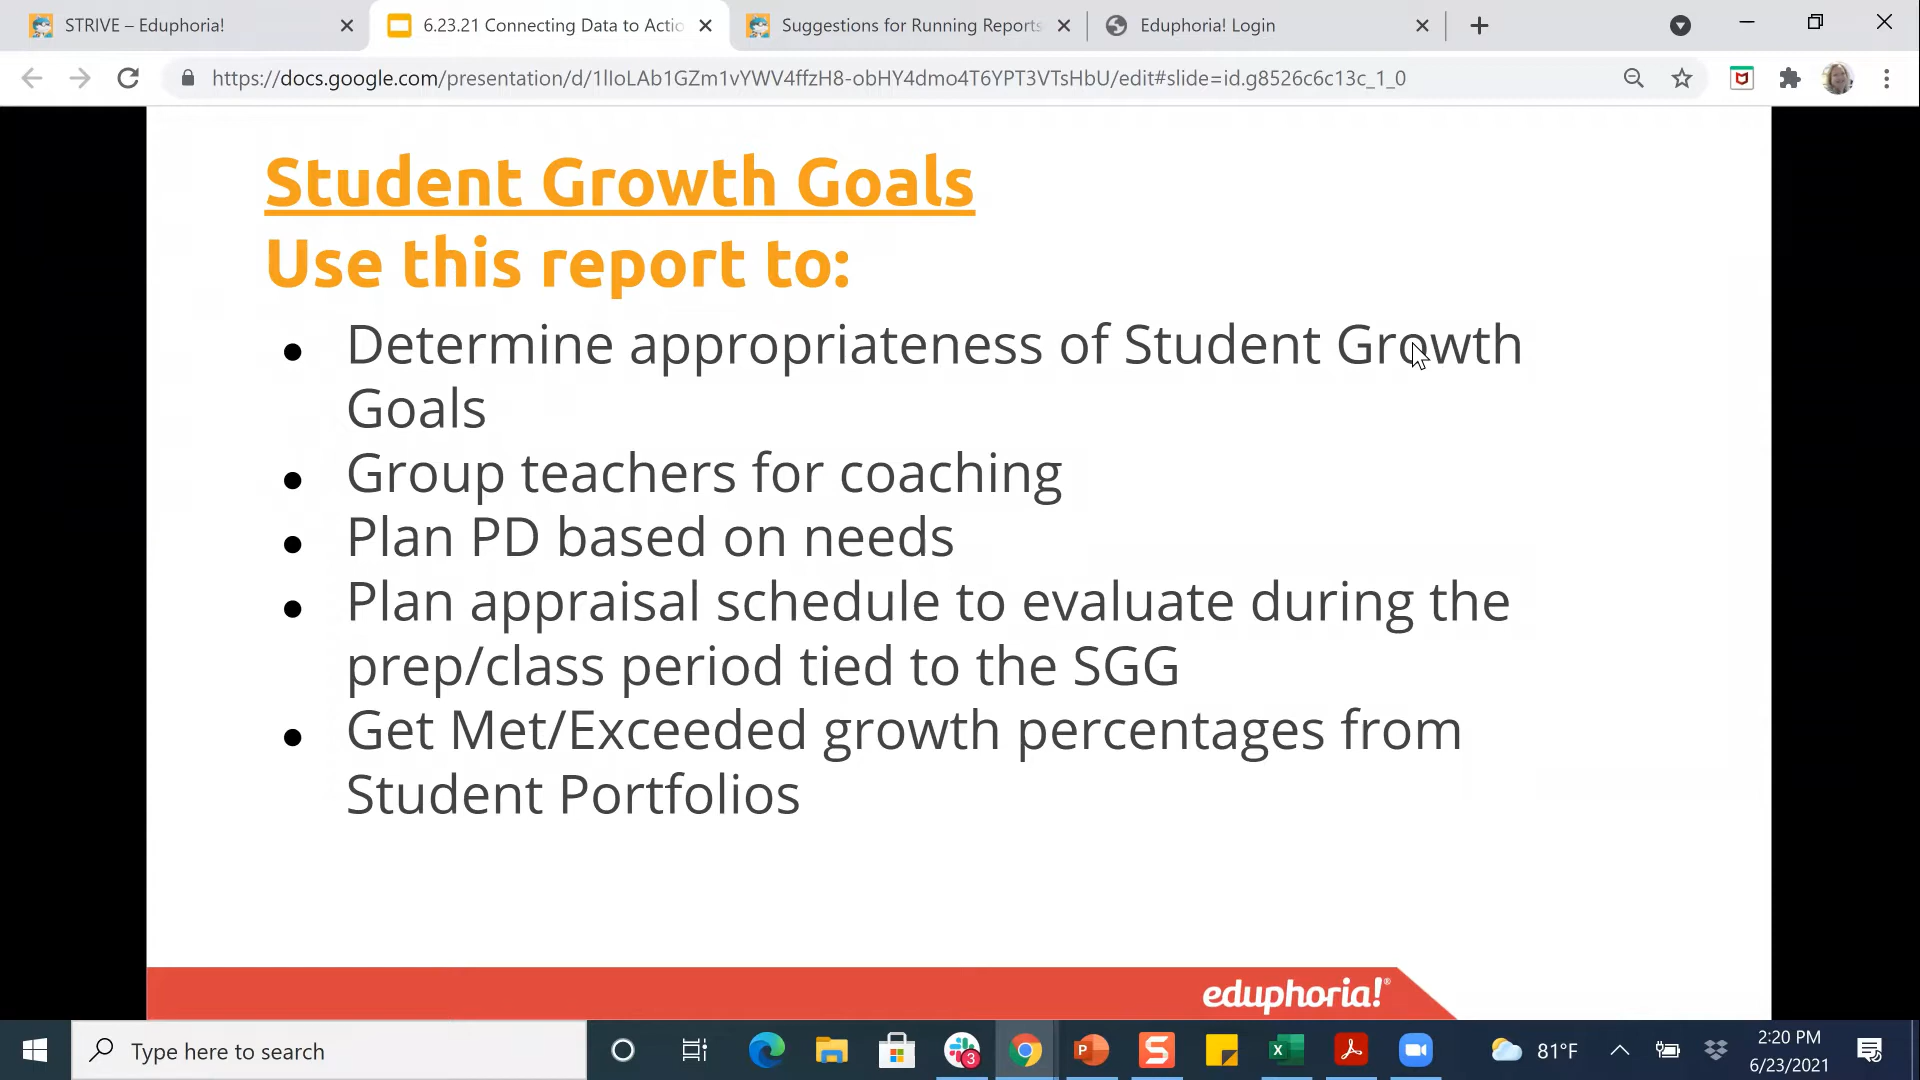 STRIVE – Eduphoria!
6.23.21 Connecting Data to Actio
Suggestions for Running Reports
Eduphoria! Login
https://docs.google.com/presentation/d/1lIoLAb1GZm1vYWV4ffzH8-obHY4dmo4T6YPT3VTsHbU/edit#slide=id.g8526c6c13c_1_0
Student Growth Goals
Use this report to:
● Determine appropriateness of Student Growth
Goals
● Group teachers for coaching
● Plan PD based on needs
● Plan appraisal schedule to evaluate during the
prep/class period tied to the SGG
● Get Met/Exceeded growth percentages from
Student Portfolios
eduphoria!®
Type here to search
3
P
S
X
81°F
2:20 PM
6/23/2021